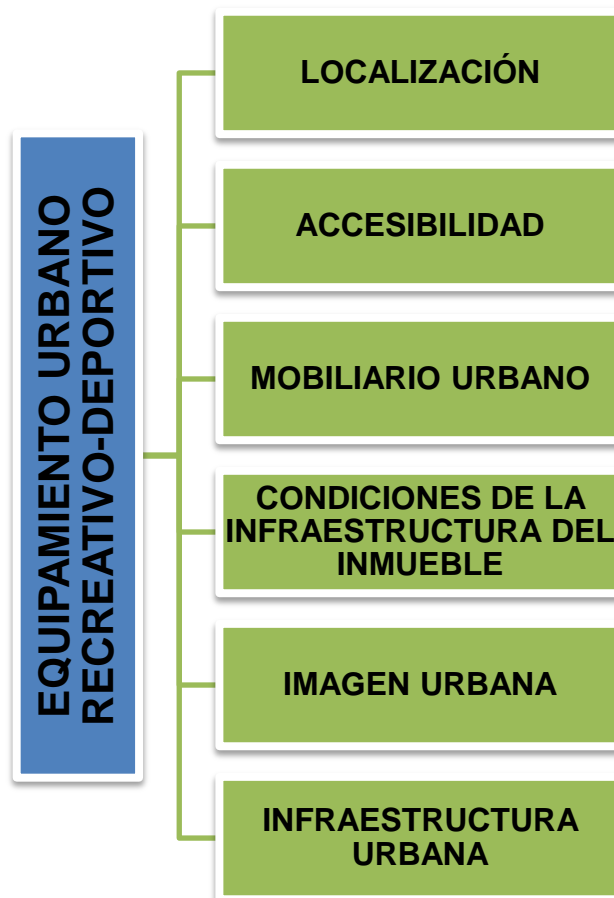 EQUIPAMIENTO URBANO
RECREATIVO-DEPORTIVO
LOCALIZACIÓN
ACCESIBILIDAD
MOBILIARIO URBANO
CONDICIONES DE LA
INFRAESTRUCTURA DEL
INMUEBLE
IMAGEN URBANA
INFRAESTRUCTURA
URBANA